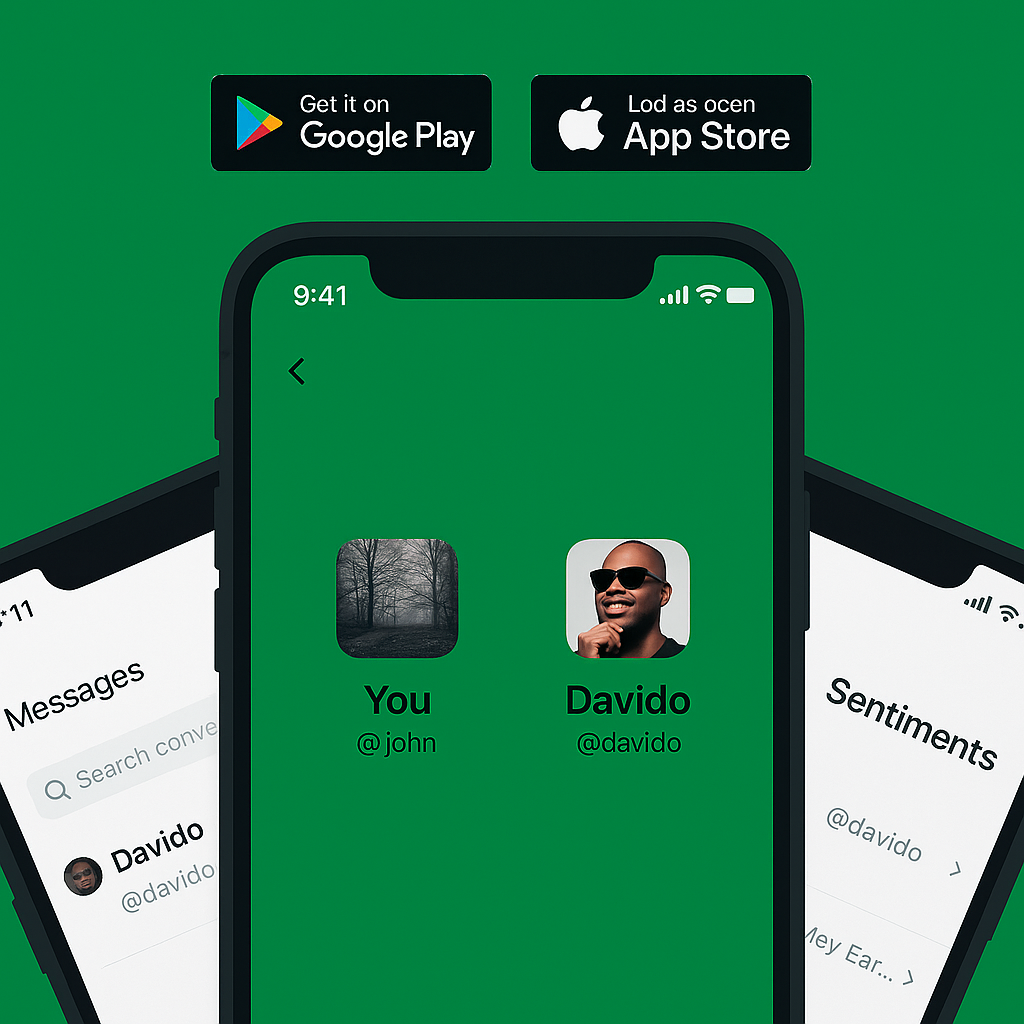 Get it on
Google Play
Lod as ocen
App Store
9:41
You
@john
Davido
@davido
Messages
Search conve
Davido
@davido
Sentiments
@davido
Mey Ear...